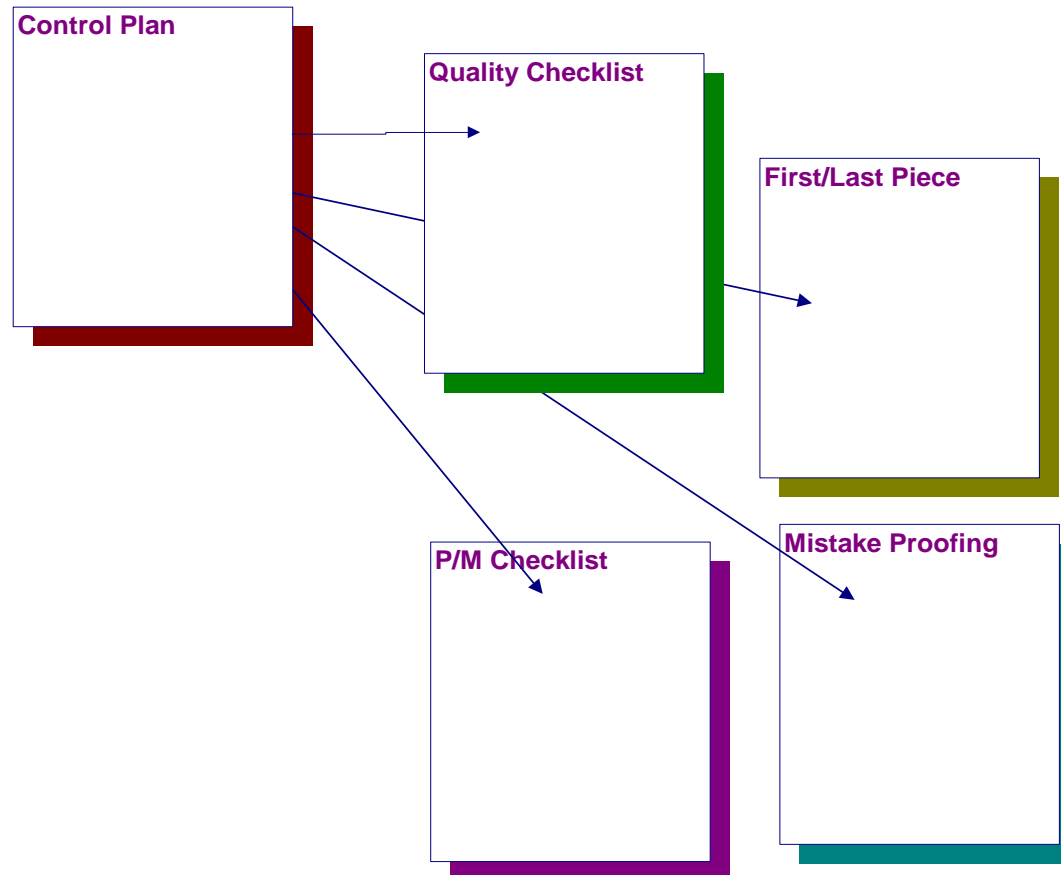 Control Plan
Quality Checklist
First/Last Piece
P/M Checklist
Mistake Proofing